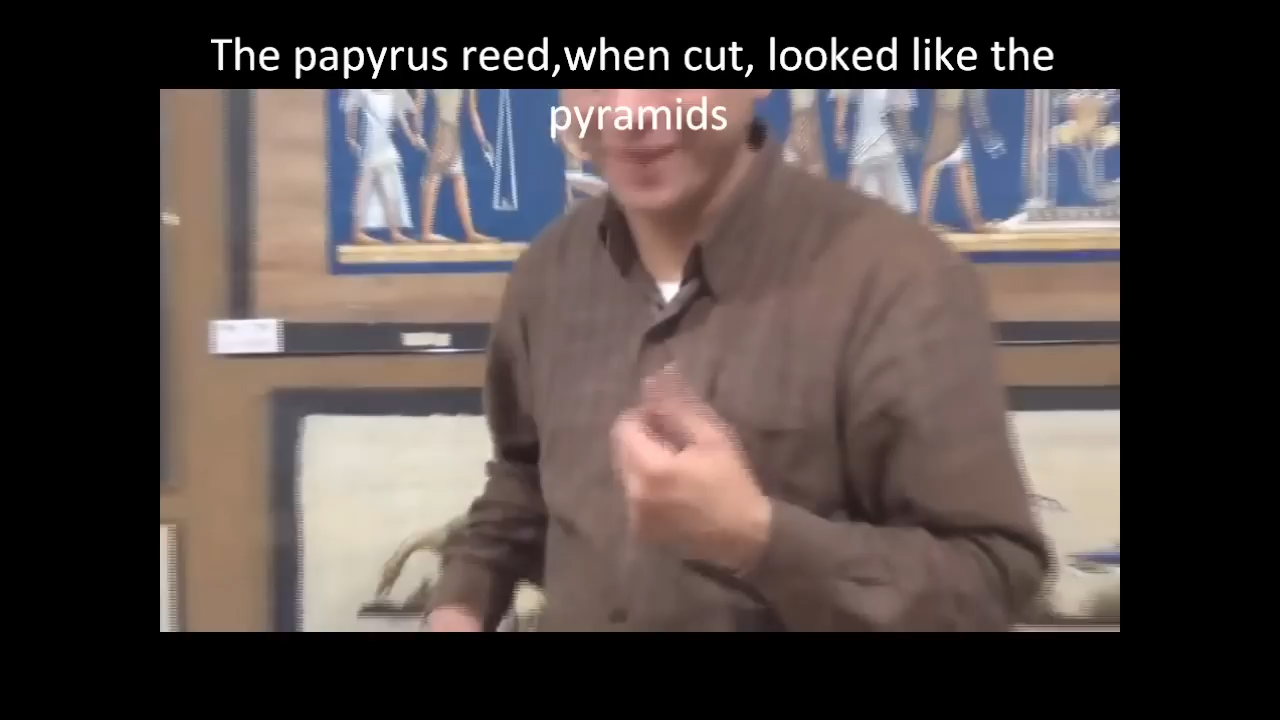 The papyrus reed,when cut, looked like the
pyramids